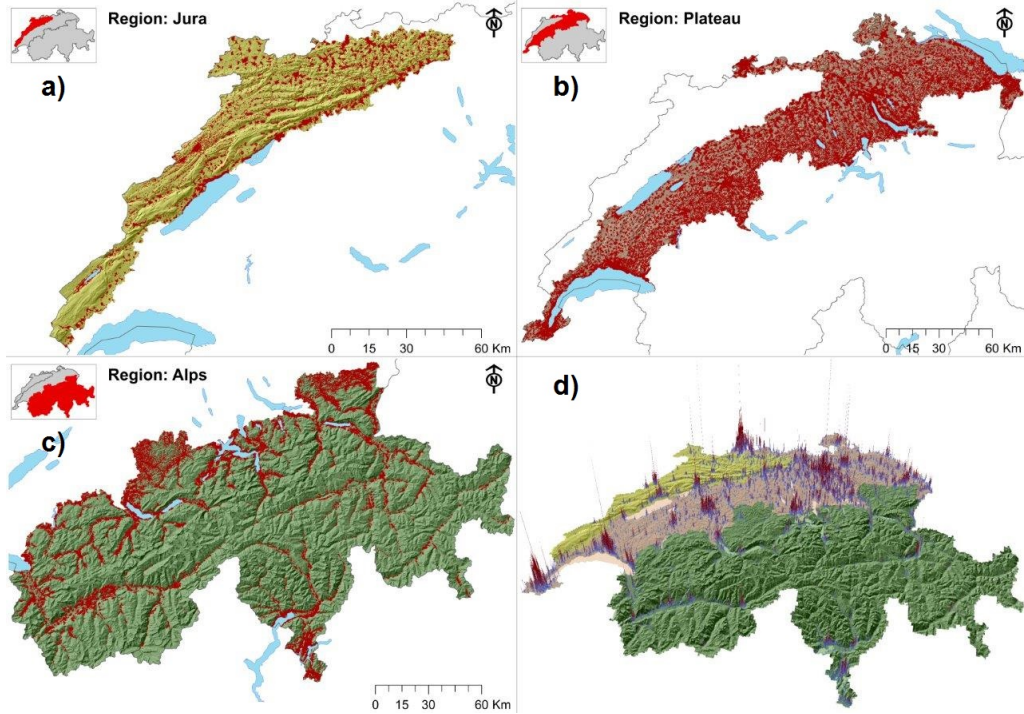 Region: Jura
N
a)
0 15 30 60 Km
Region: Plateau
N
b)
0 15 30 60 Km
Region: Alps
N
c)
0 15 30 60 Km
d)